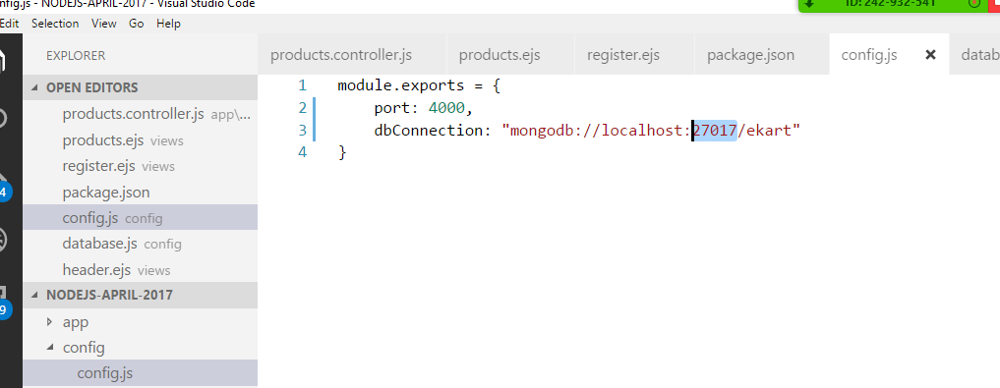 nfig.js - NODEJS-APRIL-2017 - Visual Studio Code
ID: 242-932-541
Edit Selection View Go Help
EXPLORER
OPEN EDITORS
products.controller.js app\...
products.ejs views
register.ejs views
package.json
config.js config
database.js config
header.ejs views
NODEJS-APRIL-2017
app
config
config.js
4
9
products.controller.js products.ejs register.ejs package.json config.js datab
1 module.exports = {
2 port: 4000,
3 dbConnection: "mongodb://localhost:27017/ekart"
4 }